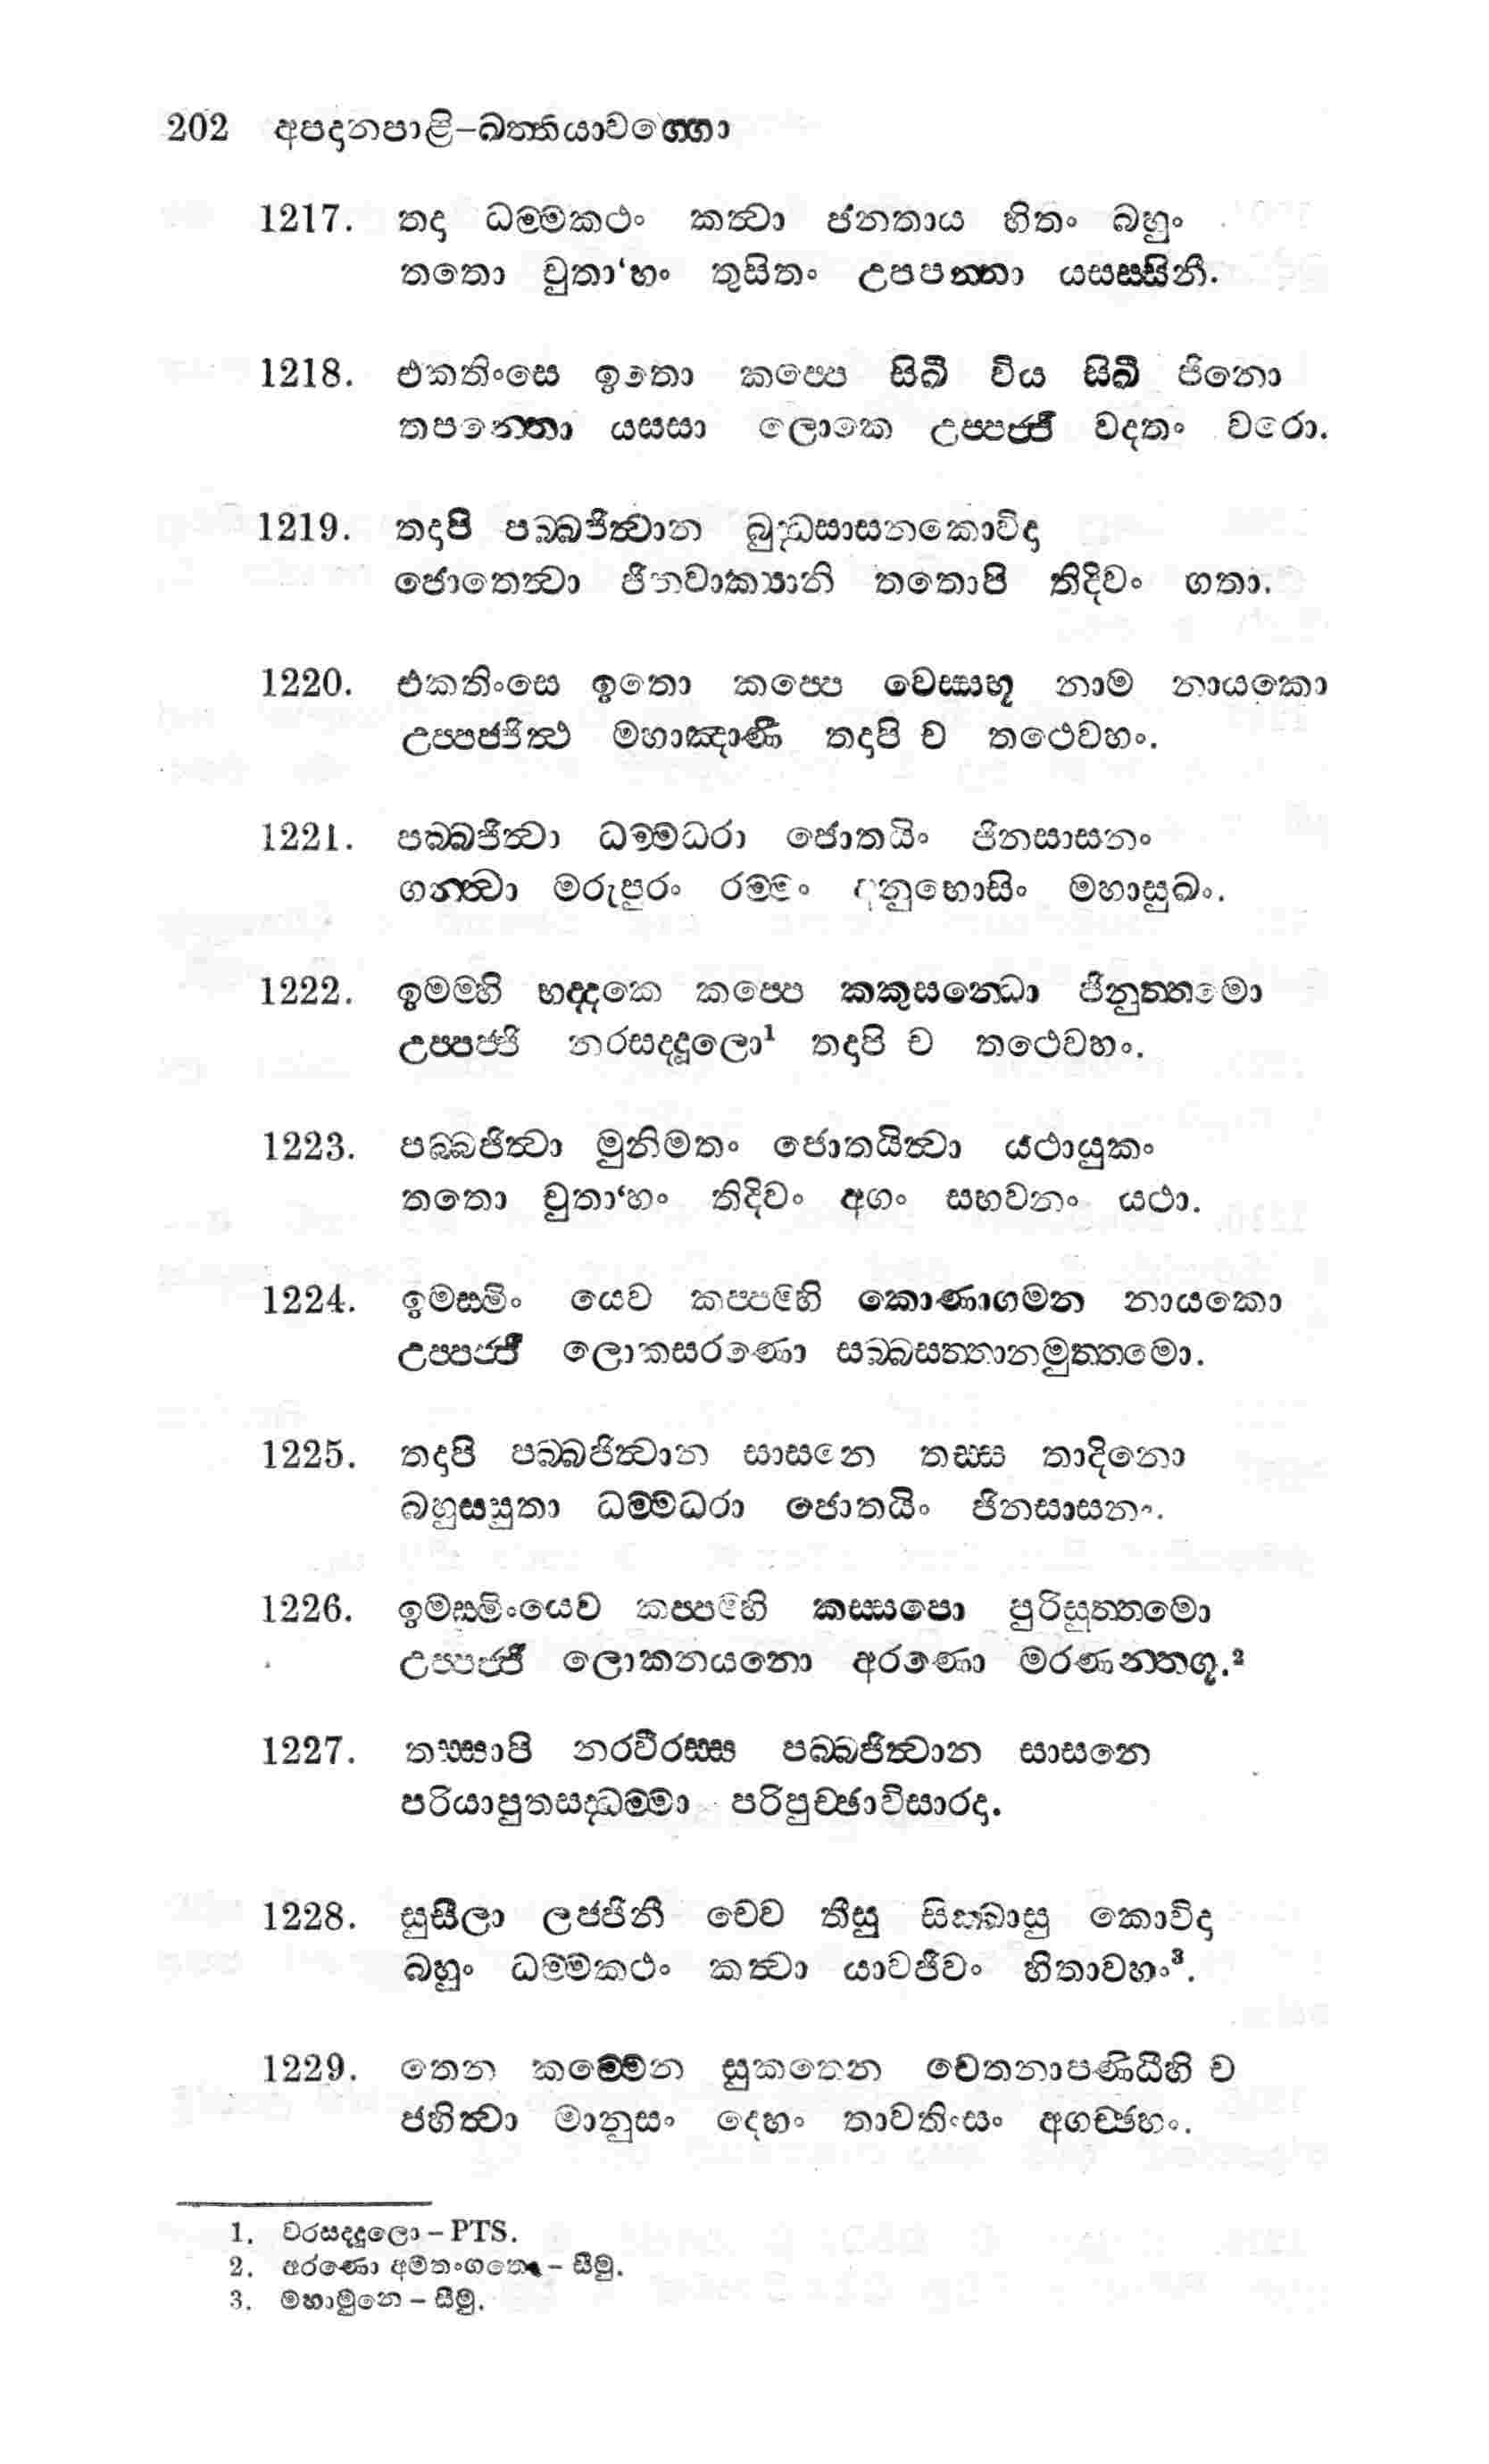 202 අපදානපාළි–ඛත්තියාවග්ගො
1217. තදා ධම්මකථං කත්වා ජනතාය හිතං බහුං
තතො චුතා‘හං තුසිතං උපපන්නා යසස්සිනී.
1218. එකතිංසෙ ඉතො කප්පෙ සිඛී විය සිඛී ජිනො
තපන්තො යසසා ලොකෙ උප්පජ්ජි වදතං වරො.
1219. තදාපි පබ්බජිත්වාන බුද්ධසාසනකොවිදා
ජොතෙත්වා ජිනවාක්‍යානි තතොපි තිදිවං ගතා.
1220. එකතිංසෙ ඉතො කප්පෙ වෙස්සභූ නාම නායකො
උප්පජ්ජිත්ථ මහාඤාණී තදාපි ච තථෙවහං.
1221. පබ්බජිත්වා ධම්මධරා ජොතයිං ජිනසාසනං
ගන්ත්වා මරුපුරං රම්මං අනුභොසිං මහාසුඛං.
1222. ඉමම්හි භද්දකෙ කප්පෙ කකුසන්ධො ජිනුත්තමො
උප්පජ්ජි නරසද්දූලො¹ තදාපි ච තථෙවහං.
1223. පබ්බජිත්වා මුනිමතං ජොතයිත්වා යථායුකං
තතො චුතා‘හං තිදිවං අගං සභවනං යථා.
1224. ඉමස්මිං යෙව කප්පම්හි කොණාගමන නායකො
උප්පජ්ජි ලොකසරණො සබ්බසත්තානමුත්තමො.
1225. තදාපි පබ්බජිත්වාන සාසනෙ තස්ස තාදිනො
බහුස්සුතා ධම්මධරා ජොතයිං ජිනසාසනං.
1226. ඉමස්මිංයෙව කප්පම්හි කස්සපො පුරිසුත්තමො
උප්පජ්ජි ලොකනයනො අරණො මරණන්තගූ.²
1227. තස්සාපි නරවීරස්ස පබ්බජිත්වාන සාසනෙ
පරියාපුතසද්ධම්මා පරිපුච්ඡාවිසාරදා.
1228. සුසීලා ලජ්ජිනී චෙව තීසු සික්ඛාසු කොවිදා
බහුං ධම්මකථං කත්වා යාවජීවං හිතාවහං³.
1229. තෙන කම්මෙන සුකතෙන චෙතනාපණිධීහි ච
ජහිත්වා මානුසං දෙහං තාවතිංසං අගච්ඡහං.
1. වරසද්දූලො – PTS.
2. අරණො අමතංගතො – සීමු.
3. මහාමුනෙ – සීමු.